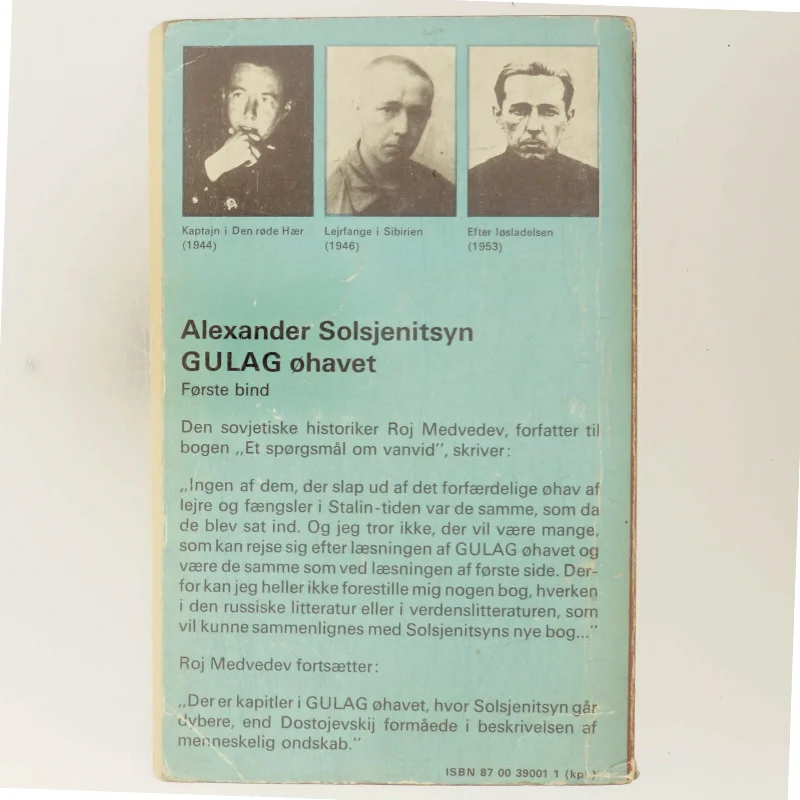 Kaptajn i Den røde Hær
(1944)
Lejrfange i Sibirien
(1946)
Efter løsladelsen
(1953)
Alexander Solsjenitsyn
GULAG øhavet
Første bind
Den sovjetiske historiker Roj Medvedev, forfatter til
bogen „Et spørgsmål om vanvid”, skriver:
„Ingen af dem, der slap ud af det forfærdelige øhav af
lejre og fængsler i Stalin-tiden var de samme, som da
de blev sat ind. Og jeg tror ikke, der vil være mange,
som kan rejse sig efter læsningen af GULAG øhavet og
være de samme som ved læsningen af første side. Der-
for kan jeg heller ikke forestille mig nogen bog, hverken
i den russiske litteratur eller i verdenslitteraturen, som
vil kunne sammenlignes med Solsjenitsyns nye bog...”
Roj Medvedev fortsætter:
„Der er kapitler i GULAG øhavet, hvor Solsjenitsyn går
dybere, end Dostojevskij formåede i beskrivelsen af
menneskelig ondskab.”
ISBN 87 00 39001 1 (kpl)